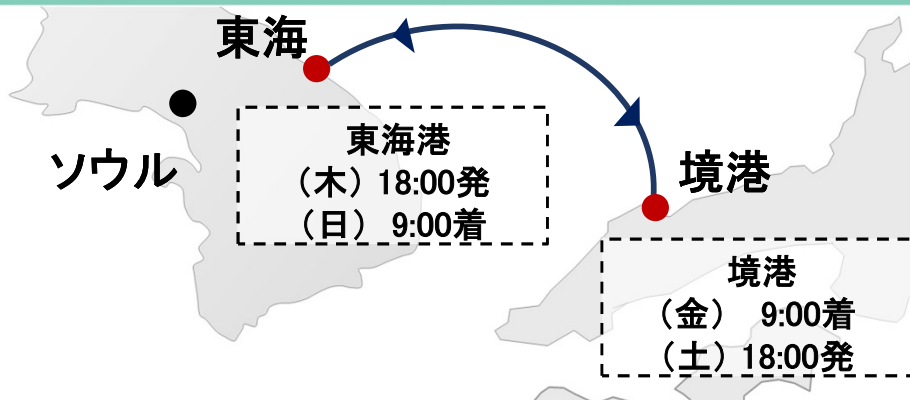 東海
ソウル
東海港
（木）18:00発
（日） 9:00着
境港
境港
（金） 9:00着
（土）18:00発